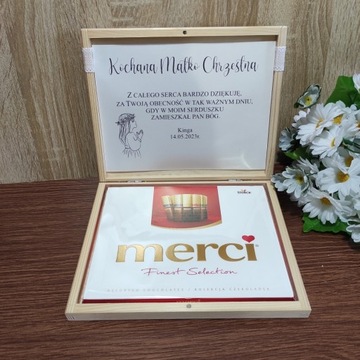 Kochana Matko Chrzestna
Z CAŁEGO SERCA BARDZO DZIĘKUJĘ,
ZA TWOJĄ OBECNOŚĆ W TAK WAŻNYM DNIU,
GDY W MOIM SERDUSZKU
ZAMIESZKAŁ PAN BÓG.
Kinga
14.05.2023r
merci
Finest Selection